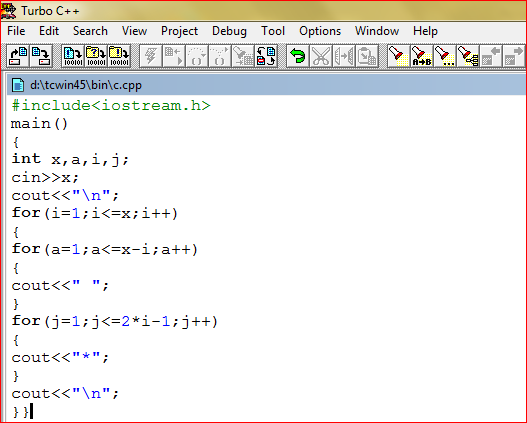 Turbo C++
File Edit Search View Project Debug Tool Options Window Help
d:\tcwin45\bin\c.cpp
#include<iostream.h>
main()
{
int x,a,i,j;
cin>>x;
cout<<"\n";
for(i=1;i<=x;i++)
{
for(a=1;a<=x-i;a++)
{
cout<<" ";
}
for(j=1;j<=2*i-1;j++)
{
cout<<"*";
}
cout<<"\n";
}}